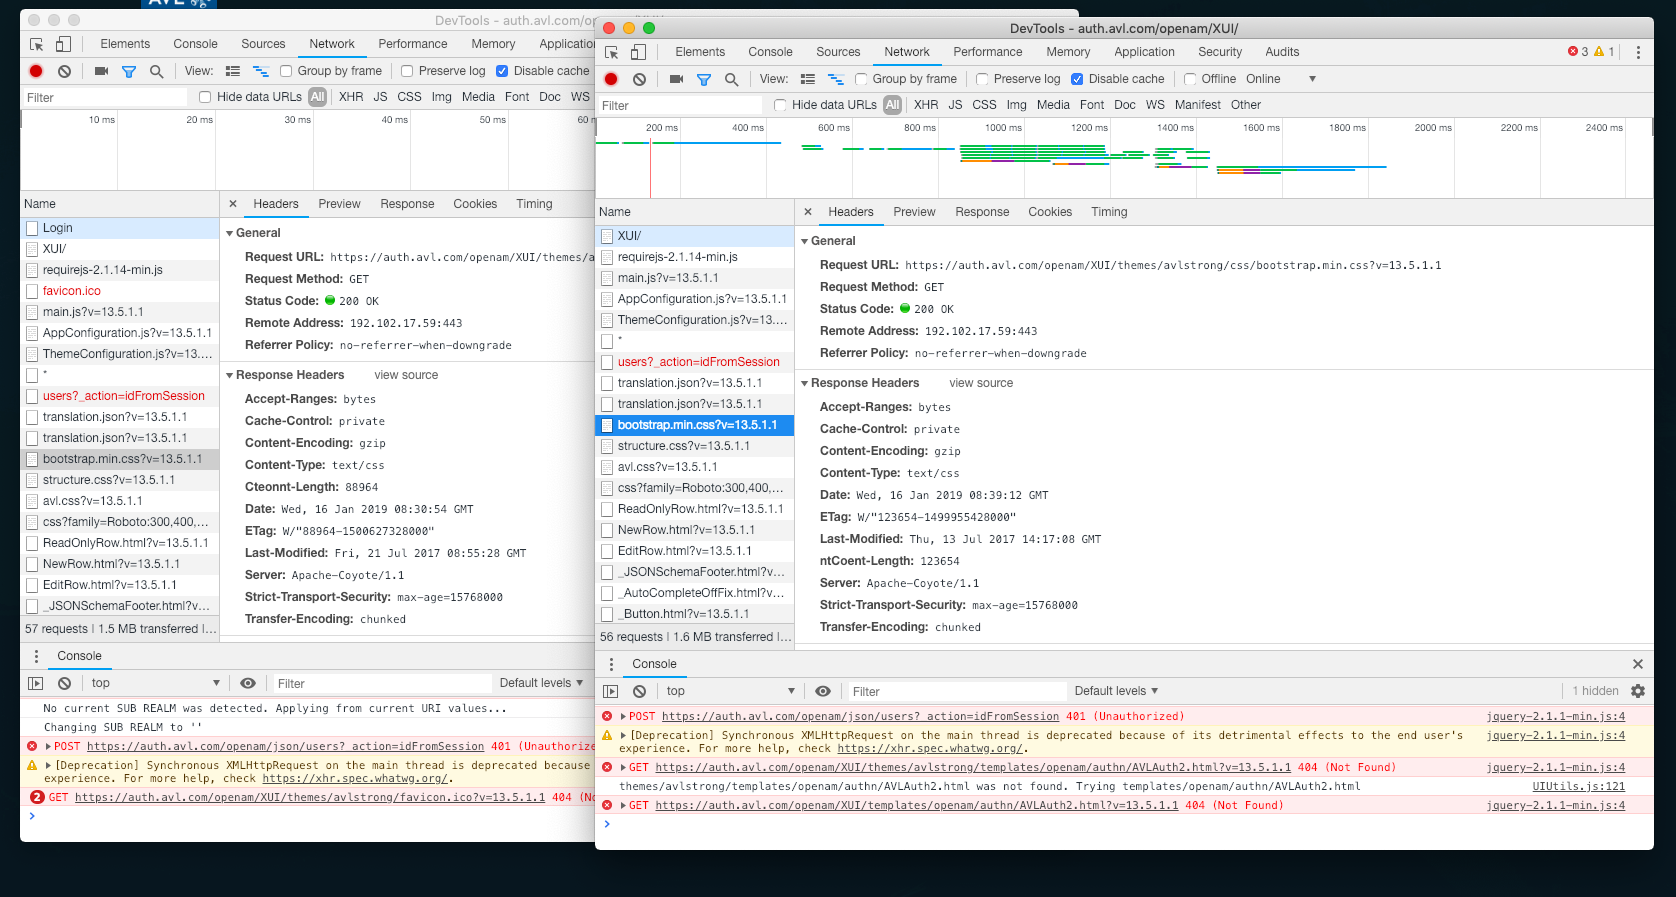 AVL
DevTools - auth.avl.com/openam/XUI/
Elements Console Sources Network Performance Memory Application
View: Group by frame Preserve log Disable cache
Filter Hide data URLs All XHR JS CSS Img Media Font Doc WS
10 ms 20 ms 30 ms 40 ms 50 ms
Name
Login
XUI/
requirejs-2.1.14-min.js
favicon.ico
main.js?v=13.5.1.1
AppConfiguration.js?v=13.5.1.1
ThemeConfiguration.js?v=13....
*
users?_action=idFromSession
translation.json?v=13.5.1.1
translation.json?v=13.5.1.1
bootstrap.min.css?v=13.5.1.1
structure.css?v=13.5.1.1
avl.css?v=13.5.1.1
css?family=Roboto:300,400,...
ReadOnlyRow.html?v=13.5.1.1
NewRow.html?v=13.5.1.1
EditRow.html?v=13.5.1.1
_JSONSchemaFooter.html?v...
57 requests | 1.5 MB transferred |...
Headers Preview Response Cookies Timing
General
Request URL: https://auth.avl.com/openam/XUI/themes/a
Request Method: GET
Status Code: 200 OK
Remote Address: 192.102.17.59:443
Referrer Policy: no-referrer-when-downgrade
Response Headers view source
Accept-Ranges: bytes
Cache-Control: private
Content-Encoding: gzip
Content-Type: text/css
Cteonnt-Length: 88964
Date: Wed, 16 Jan 2019 08:30:54 GMT
ETag: W/"88964-1500627328000"
Last-Modified: Fri, 21 Jul 2017 08:55:28 GMT
Server: Apache-Coyote/1.1
Strict-Transport-Security: max-age=15768000
Transfer-Encoding: chunked
Console
top Filter Default levels
No current SUB REALM was detected. Applying from current URI values...
Changing SUB REALM to ''
POST https://auth.avl.com/openam/json/users?_action=idFromSession 401 (Unauthoriz
[Deprecation] Synchronous XMLHttpRequest on the main thread is deprecated because
experience. For more help, check https://xhr.spec.whatwg.org/.
2 GET https://auth.avl.com/openam/XUI/themes/avlstrong/favicon.ico?v=13.5.1.1 404 (N
DevTools - auth.avl.com/openam/XUI/
Elements Console Sources Network Performance Memory Application Security Audits 3 1
View: Group by frame Preserve log Disable cache Offline Online
Filter Hide data URLs All XHR JS CSS Img Media Font Doc WS Manifest Other
200 ms 400 ms 600 ms 800 ms 1000 ms 1200 ms 1400 ms 1600 ms 1800 ms 2000 ms 2200 ms 2400 ms
Name
XUI/
requirejs-2.1.14-min.js
main.js?v=13.5.1.1
AppConfiguration.js?v=13.5.1.1
ThemeConfiguration.js?v=13....
*
users?_action=idFromSession
translation.json?v=13.5.1.1
translation.json?v=13.5.1.1
bootstrap.min.css?v=13.5.1.1
structure.css?v=13.5.1.1
avl.css?v=13.5.1.1
css?family=Roboto:300,400,...
ReadOnlyRow.html?v=13.5.1.1
NewRow.html?v=13.5.1.1
EditRow.html?v=13.5.1.1
_JSONSchemaFooter.html?v...
_AutoCompleteOffFix.html?v...
_Button.html?v=13.5.1.1
56 requests | 1.6 MB transferred |...
Headers Preview Response Cookies Timing
General
Request URL: https://auth.avl.com/openam/XUI/themes/avlstrong/css/bootstrap.min.css?v=13.5.1.1
Request Method: GET
Status Code: 200 OK
Remote Address: 192.102.17.59:443
Referrer Policy: no-referrer-when-downgrade
Response Headers view source
Accept-Ranges: bytes
Cache-Control: private
Content-Encoding: gzip
Content-Type: text/css
Date: Wed, 16 Jan 2019 08:39:12 GMT
ETag: W/"123654-1499955428000"
Last-Modified: Thu, 13 Jul 2017 14:17:08 GMT
ntCoent-Length: 123654
Server: Apache-Coyote/1.1
Strict-Transport-Security: max-age=15768000
Transfer-Encoding: chunked
Console
top Filter Default levels 1 hidden
POST https://auth.avl.com/openam/json/users?_action=idFromSession 401 (Unauthorized) jquery-2.1.1-min.js:4
[Deprecation] Synchronous XMLHttpRequest on the main thread is deprecated because of its detrimental effects to the end user's jquery-2.1.1-min.js:4
experience. For more help, check https://xhr.spec.whatwg.org/.
GET https://auth.avl.com/openam/XUI/themes/avlstrong/templates/openam/authn/AVLAuth2.html?v=13.5.1.1 404 (Not Found) jquery-2.1.1-min.js:4
themes/avlstrong/templates/openam/authn/AVLAuth2.html was not found. Trying templates/openam/authn/AVLAuth2.html UIUtils.js:121
GET https://auth.avl.com/openam/XUI/templates/openam/authn/AVLAuth2.html?v=13.5.1.1 404 (Not Found) jquery-2.1.1-min.js:4